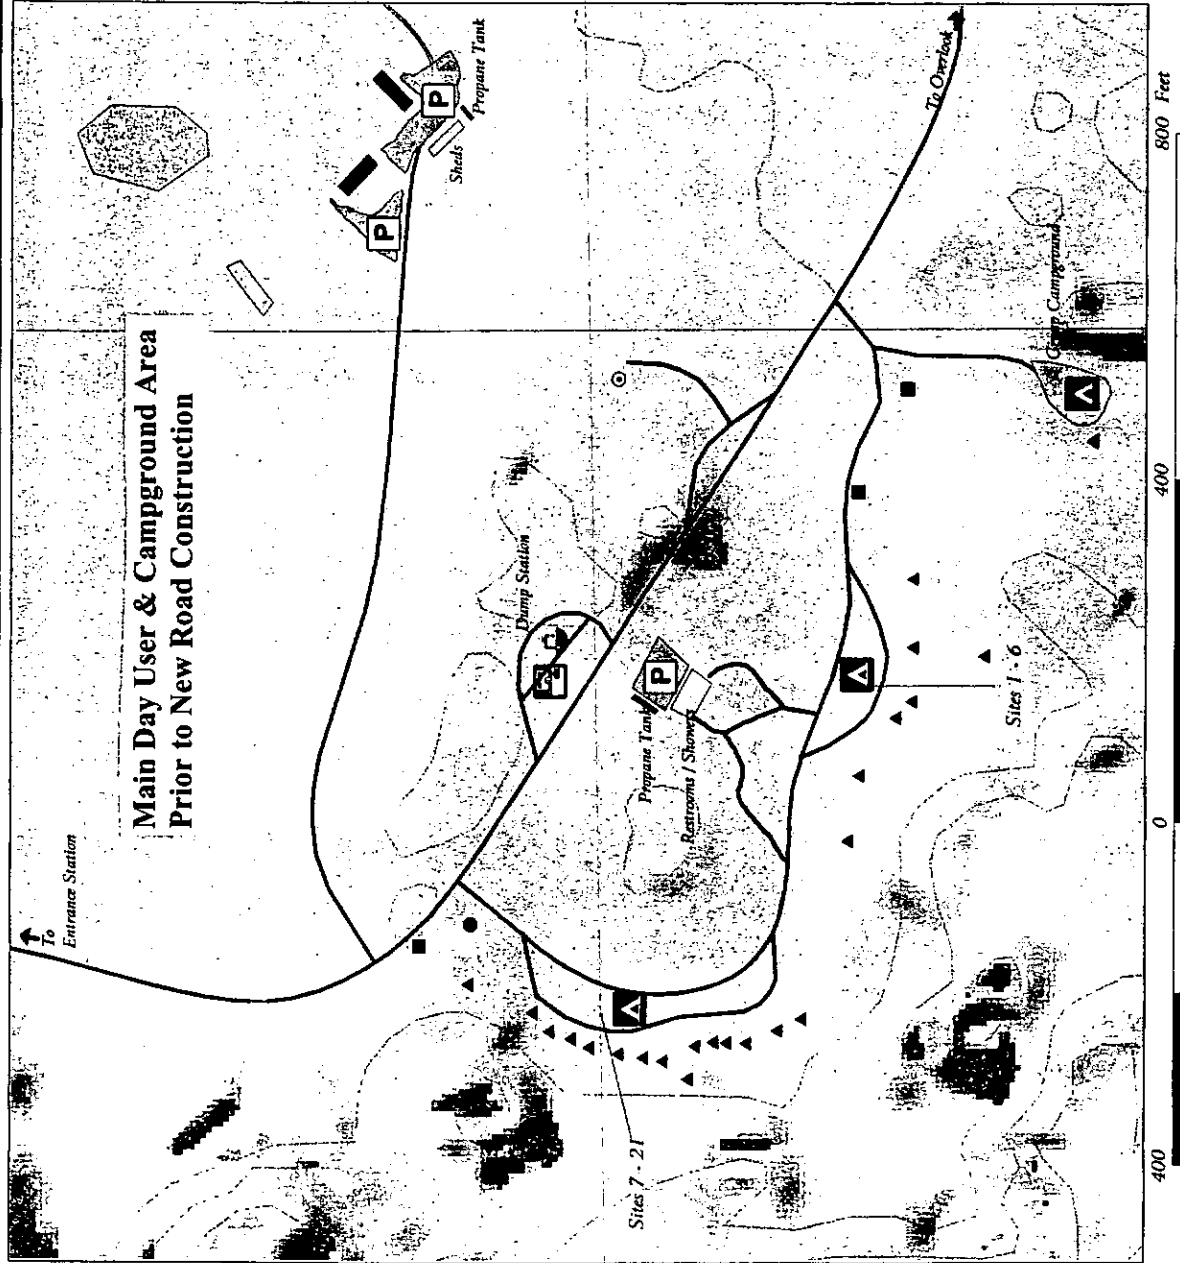 Main Day User & Campground Area
Prior to New Road Construction
To
Entrance Station
Propane Tank
Sheds
P
P
To Overlook
Dump Station
P
Propane Tank
Restrooms / Showers
Group Campground
Sites 1 - 6
Sites 7 - 21
400
0
400
800 Feet